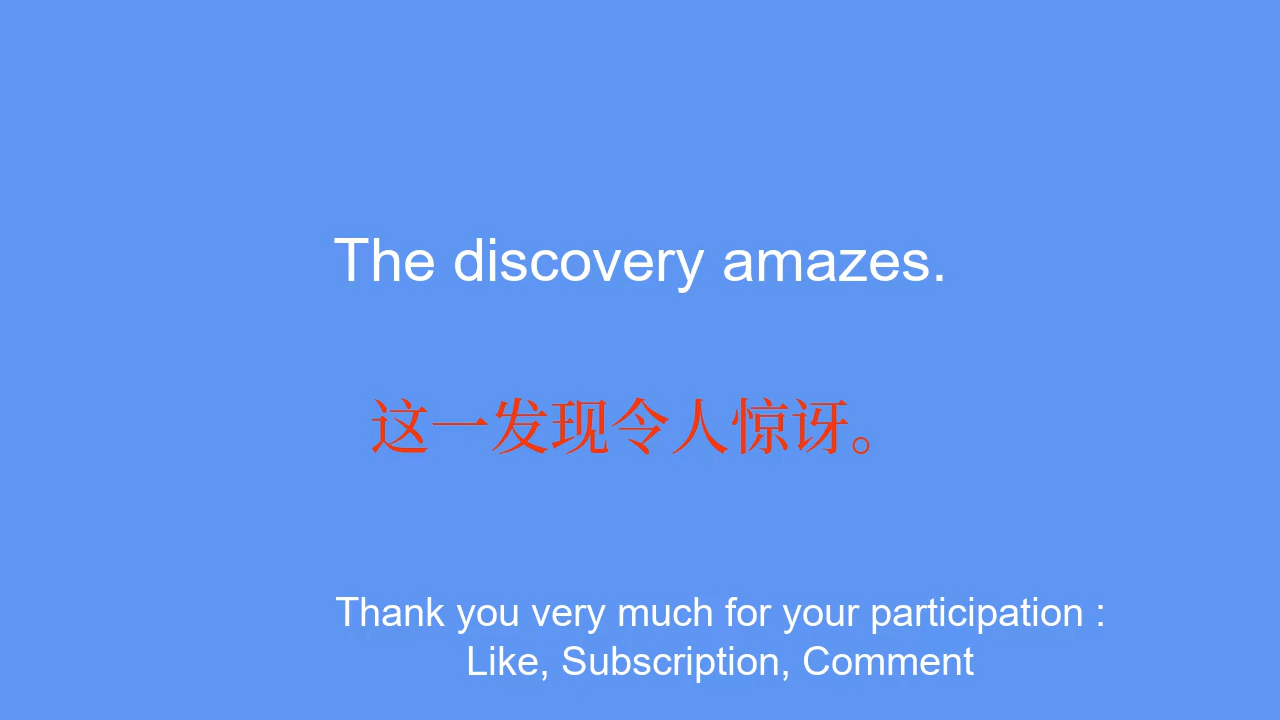 The discovery amazes.
这一发现令人惊讶。
Thank you very much for your participation :
Like, Subscription, Comment